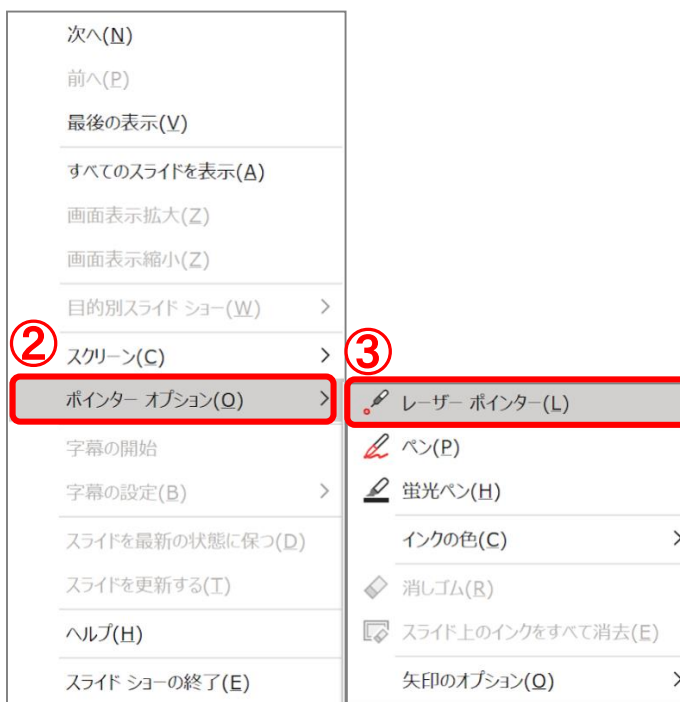 次へ(N)
前へ(P)
最後の表示(V)
すべてのスライドを表示(A)
画面表示拡大(Z)
画面表示縮小(Z)
目的別スライド ショー(W)
②
スクリーン(C)
ポインター オプション(O)
字幕の開始
字幕の設定(B)
スライドを最新の状態に保つ(D)
スライドを更新する(T)
ヘルプ(H)
スライド ショーの終了(E)
③
レーザー ポインター(L)
ペン(P)
蛍光ペン(H)
インクの色(C)
消しゴム(R)
スライド上のインクをすべて消去(E)
矢印のオプション(O)